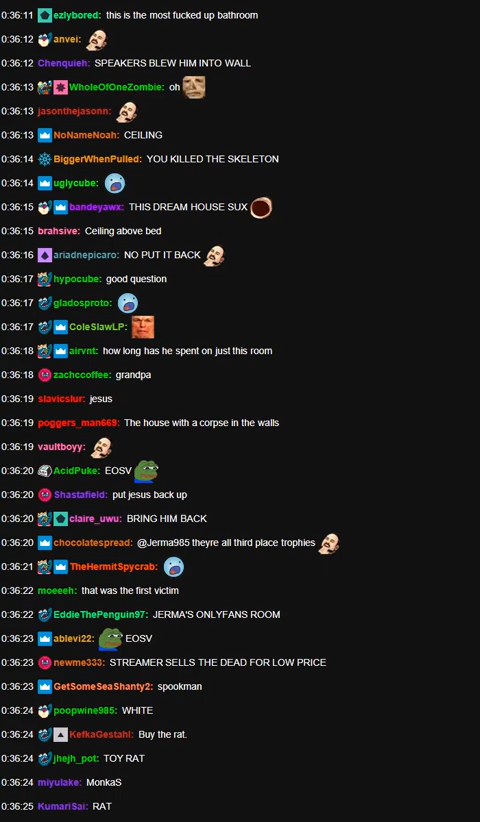 0:36:11 ezlybored: this is the most fucked up bathroom
0:36:12 anvei:
0:36:12 Chenquieh: SPEAKERS BLEW HIM INTO WALL
0:36:13 WholeOfOneZombie: oh
0:36:13 jasonthejasonn:
0:36:13 NoNameNoah: CEILING
0:36:14 BiggerWhenPulled: YOU KILLED THE SKELETON
0:36:14 uglycube:
0:36:15 bandeyawx: THIS DREAM HOUSE SUX
0:36:15 brahsive: Ceiling above bed
0:36:16 ariadnepicaro: NO PUT IT BACK
0:36:17 hypocube: good question
0:36:17 gladosproto:
0:36:17 ColeSlawLP:
0:36:18 airvnt: how long has he spent on just this room
0:36:18 zachccoffee: grandpa
0:36:19 slavicslur: jesus
0:36:19 poggers_man669: The house with a corpse in the walls
0:36:19 vaultboyy:
0:36:20 AcidPuke: EOSV
0:36:20 Shastafield: put jesus back up
0:36:20 claire_uwu: BRING HIM BACK
0:36:20 chocolatespread: @Jerma985 theyre all third place trophies
0:36:21 TheHermitSpycrab:
0:36:22 moeeeh: that was the first victim
0:36:22 EddieThePenguin97: JERMA'S ONLYFANS ROOM
0:36:23 ablevi22: EOSV
0:36:23 newme333: STREAMER SELLS THE DEAD FOR LOW PRICE
0:36:23 GetSomeSeaShanty2: spookman
0:36:24 poopwine985: WHITE
0:36:24 KefkaGestahl: Buy the rat.
0:36:24 jhejh_pot: TOY RAT
0:36:24 miyulake: MonkaS
0:36:25 KumariSai: RAT